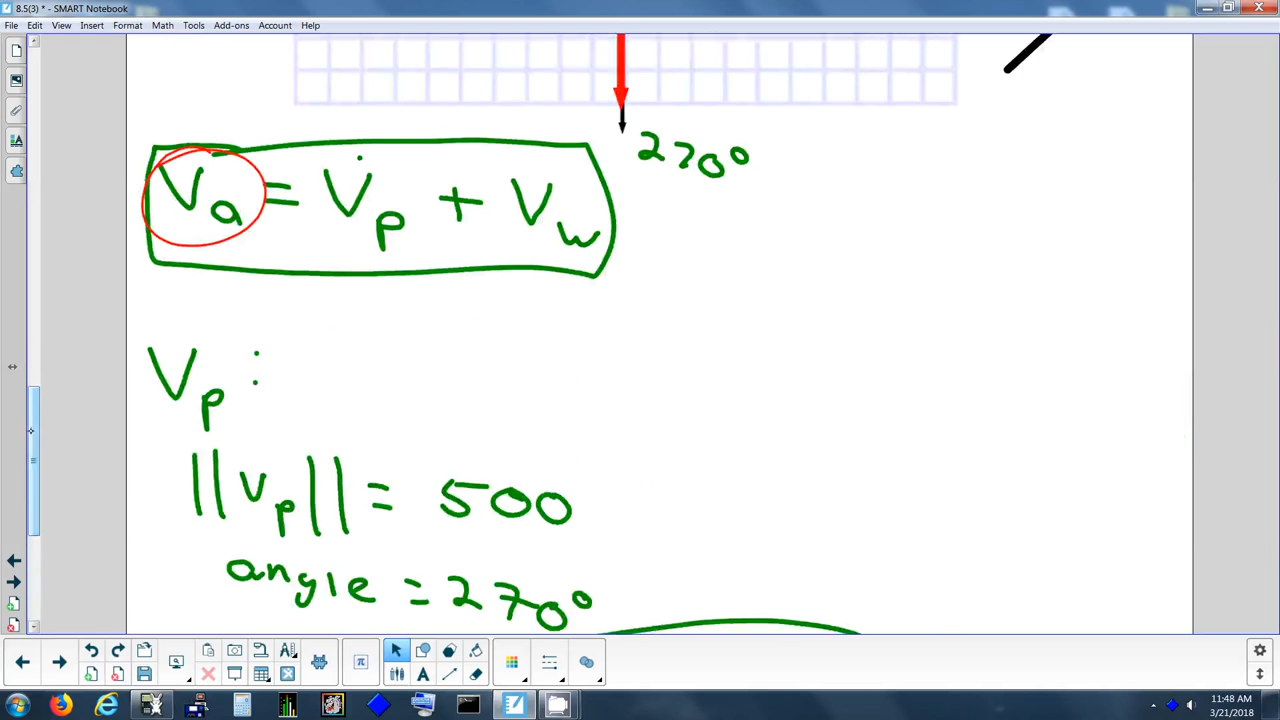 8.5(3) * - SMART Notebook
File Edit View Insert Format Math Tools Add-ons Account Help
270°
Va = Vp + Vw
Vp :
||vp|| = 500
angle = 270°
π
A
11:48 AM
3/21/2018